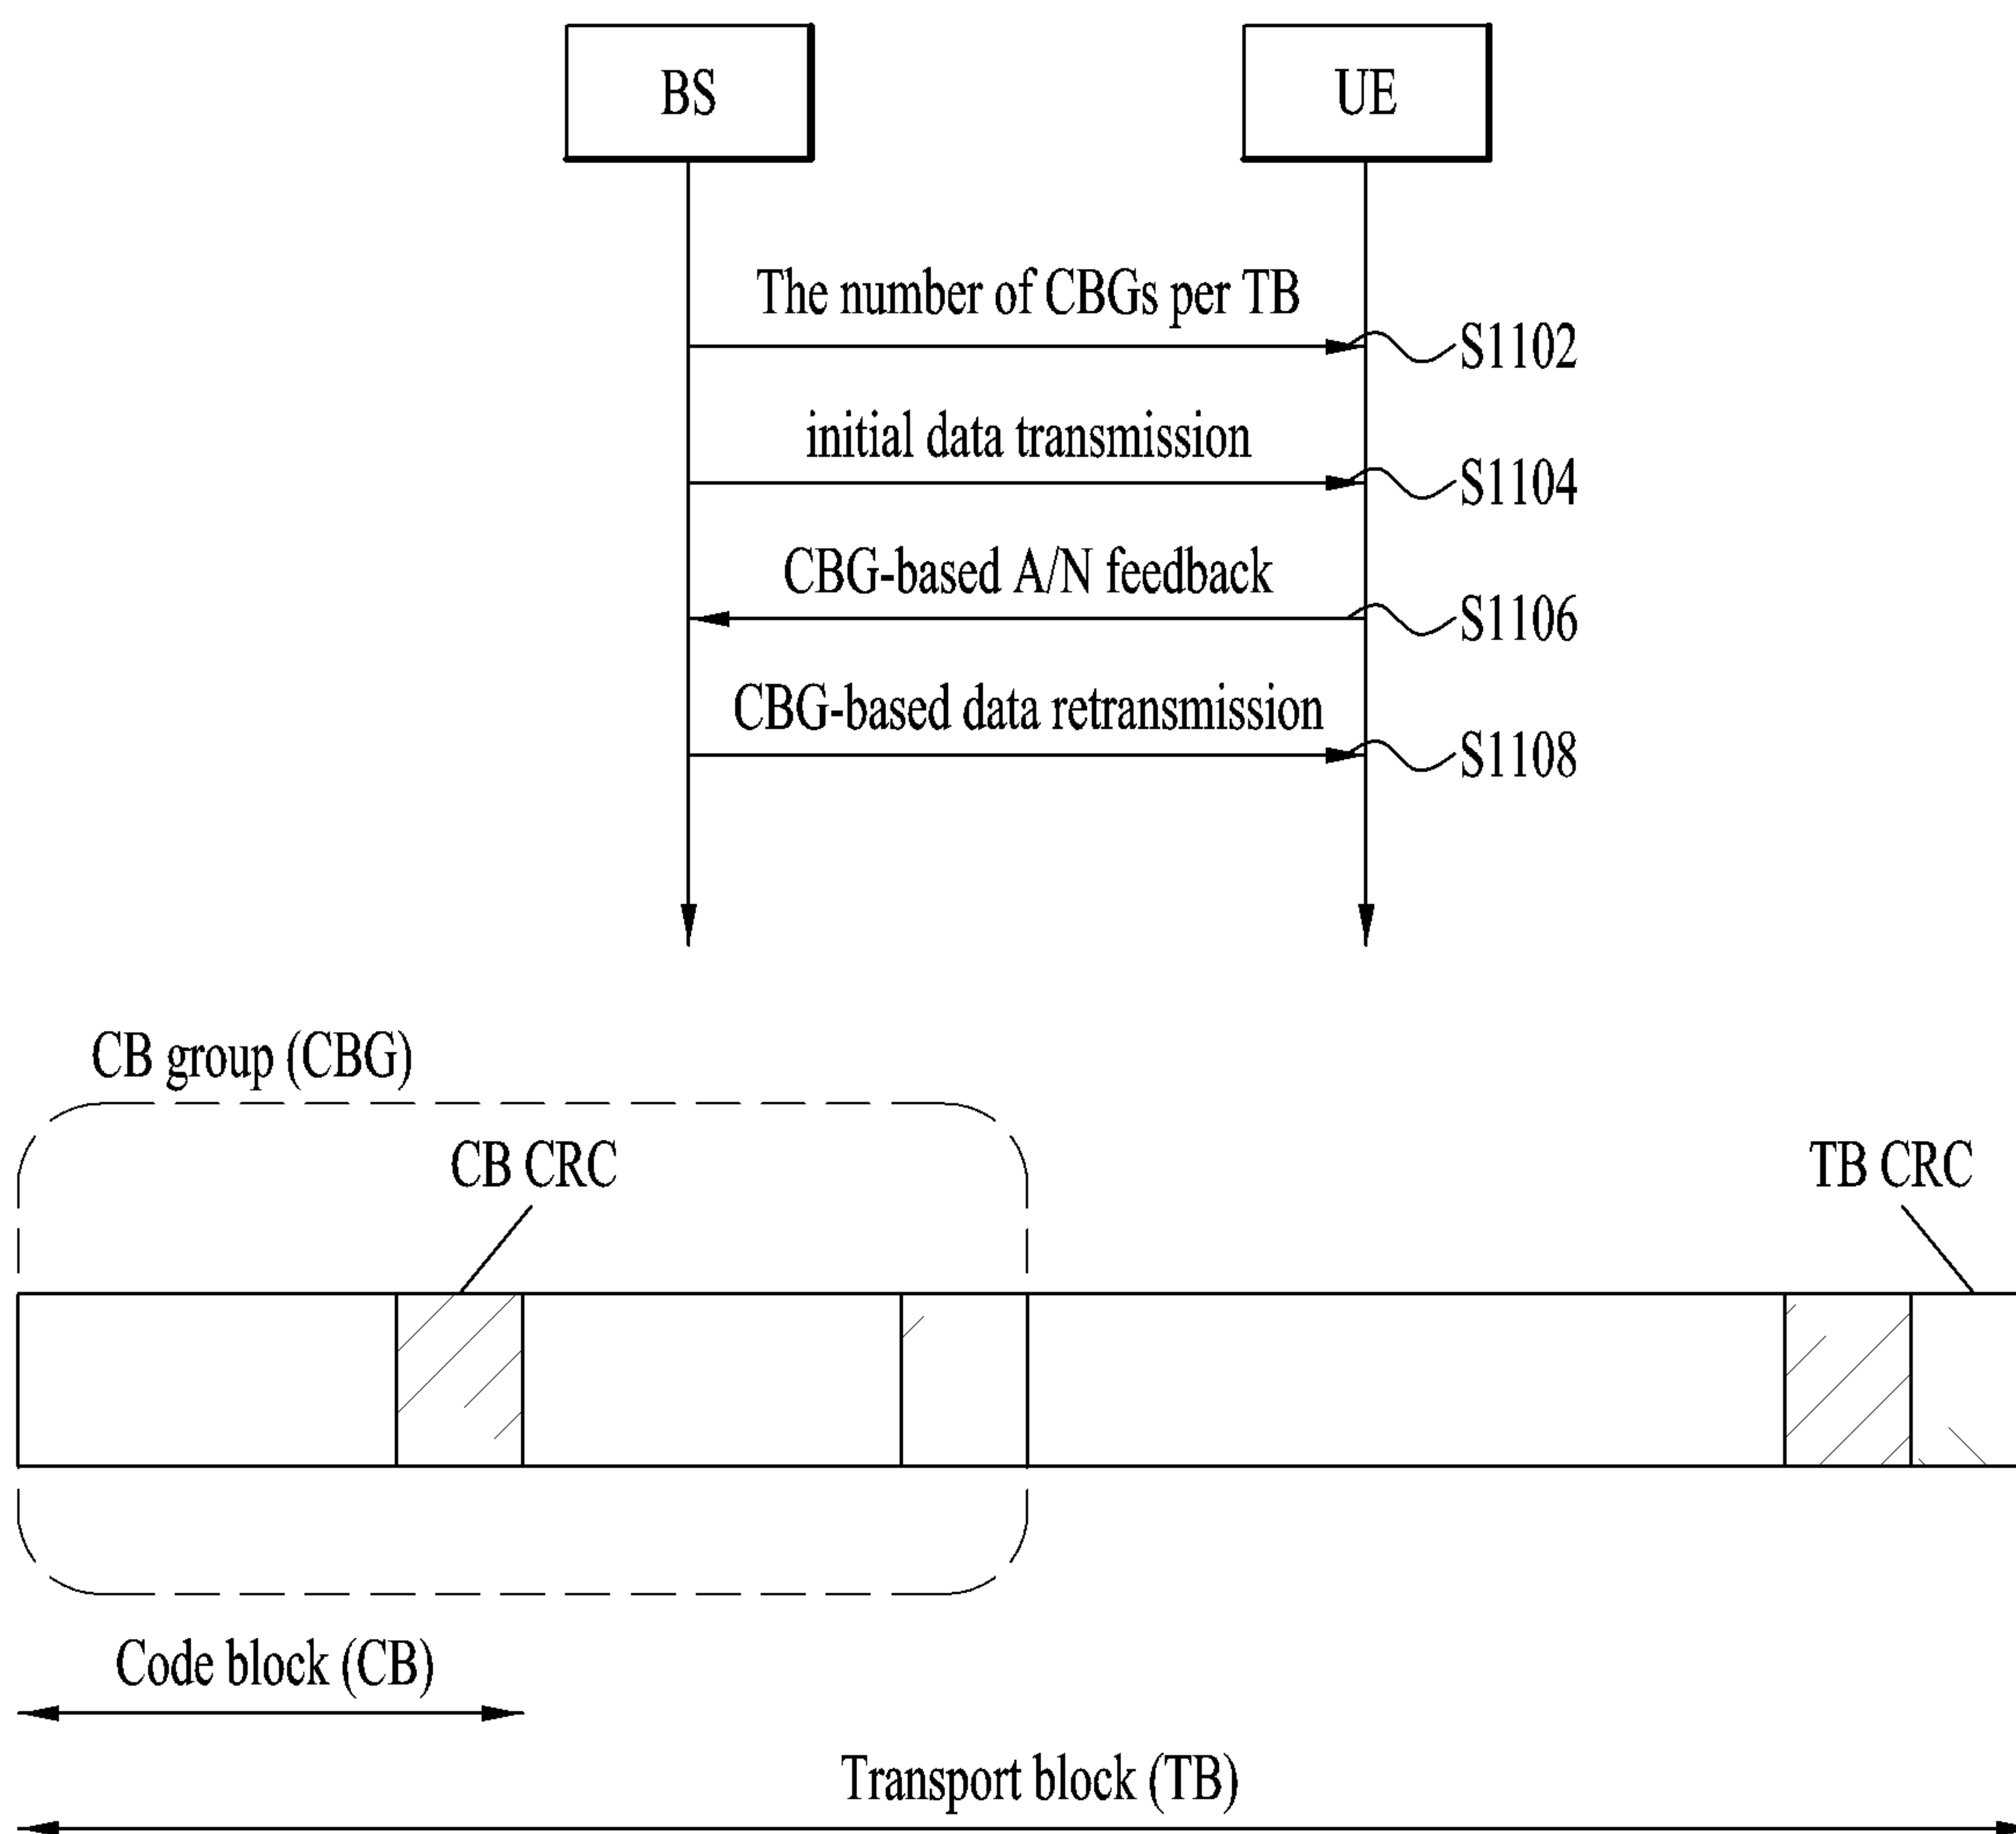 BS
UE
The number of CBGs per TB
S1102
initial data transmission
S1104
CBG-based A/N feedback
S1106
CBG-based data retransmission
S1108
CB group (CBG)
CB CRC
TB CRC
Code block (CB)
Transport block (TB)